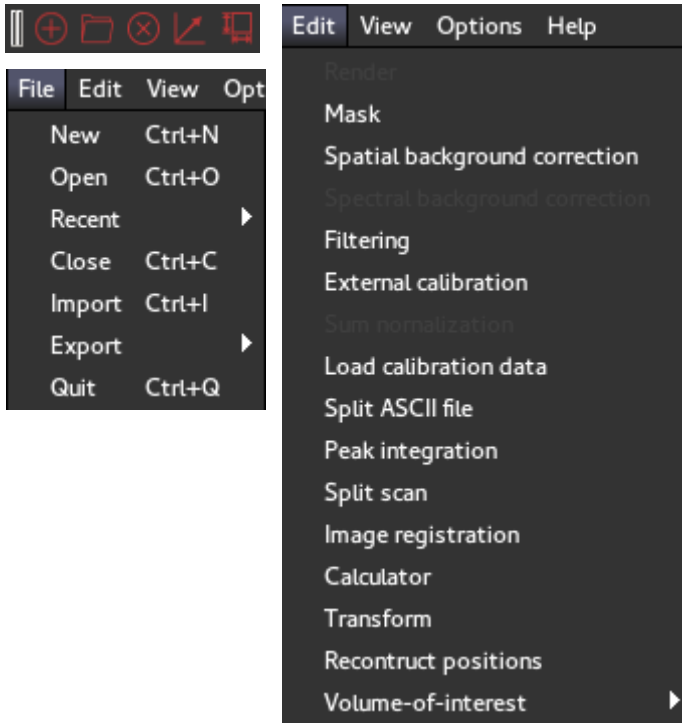 File Edit View Opt
New Ctrl+N
Open Ctrl+O
Recent
Close Ctrl+C
Import Ctrl+I
Export
Quit Ctrl+Q
Edit View Options Help
Render
Mask
Spatial background correction
Spectral background correction
Filtering
External calibration
Sum nornalization
Load calibration data
Split ASCII file
Peak integration
Split scan
Image registration
Calculator
Transform
Recontruct positions
Volume-of-interest